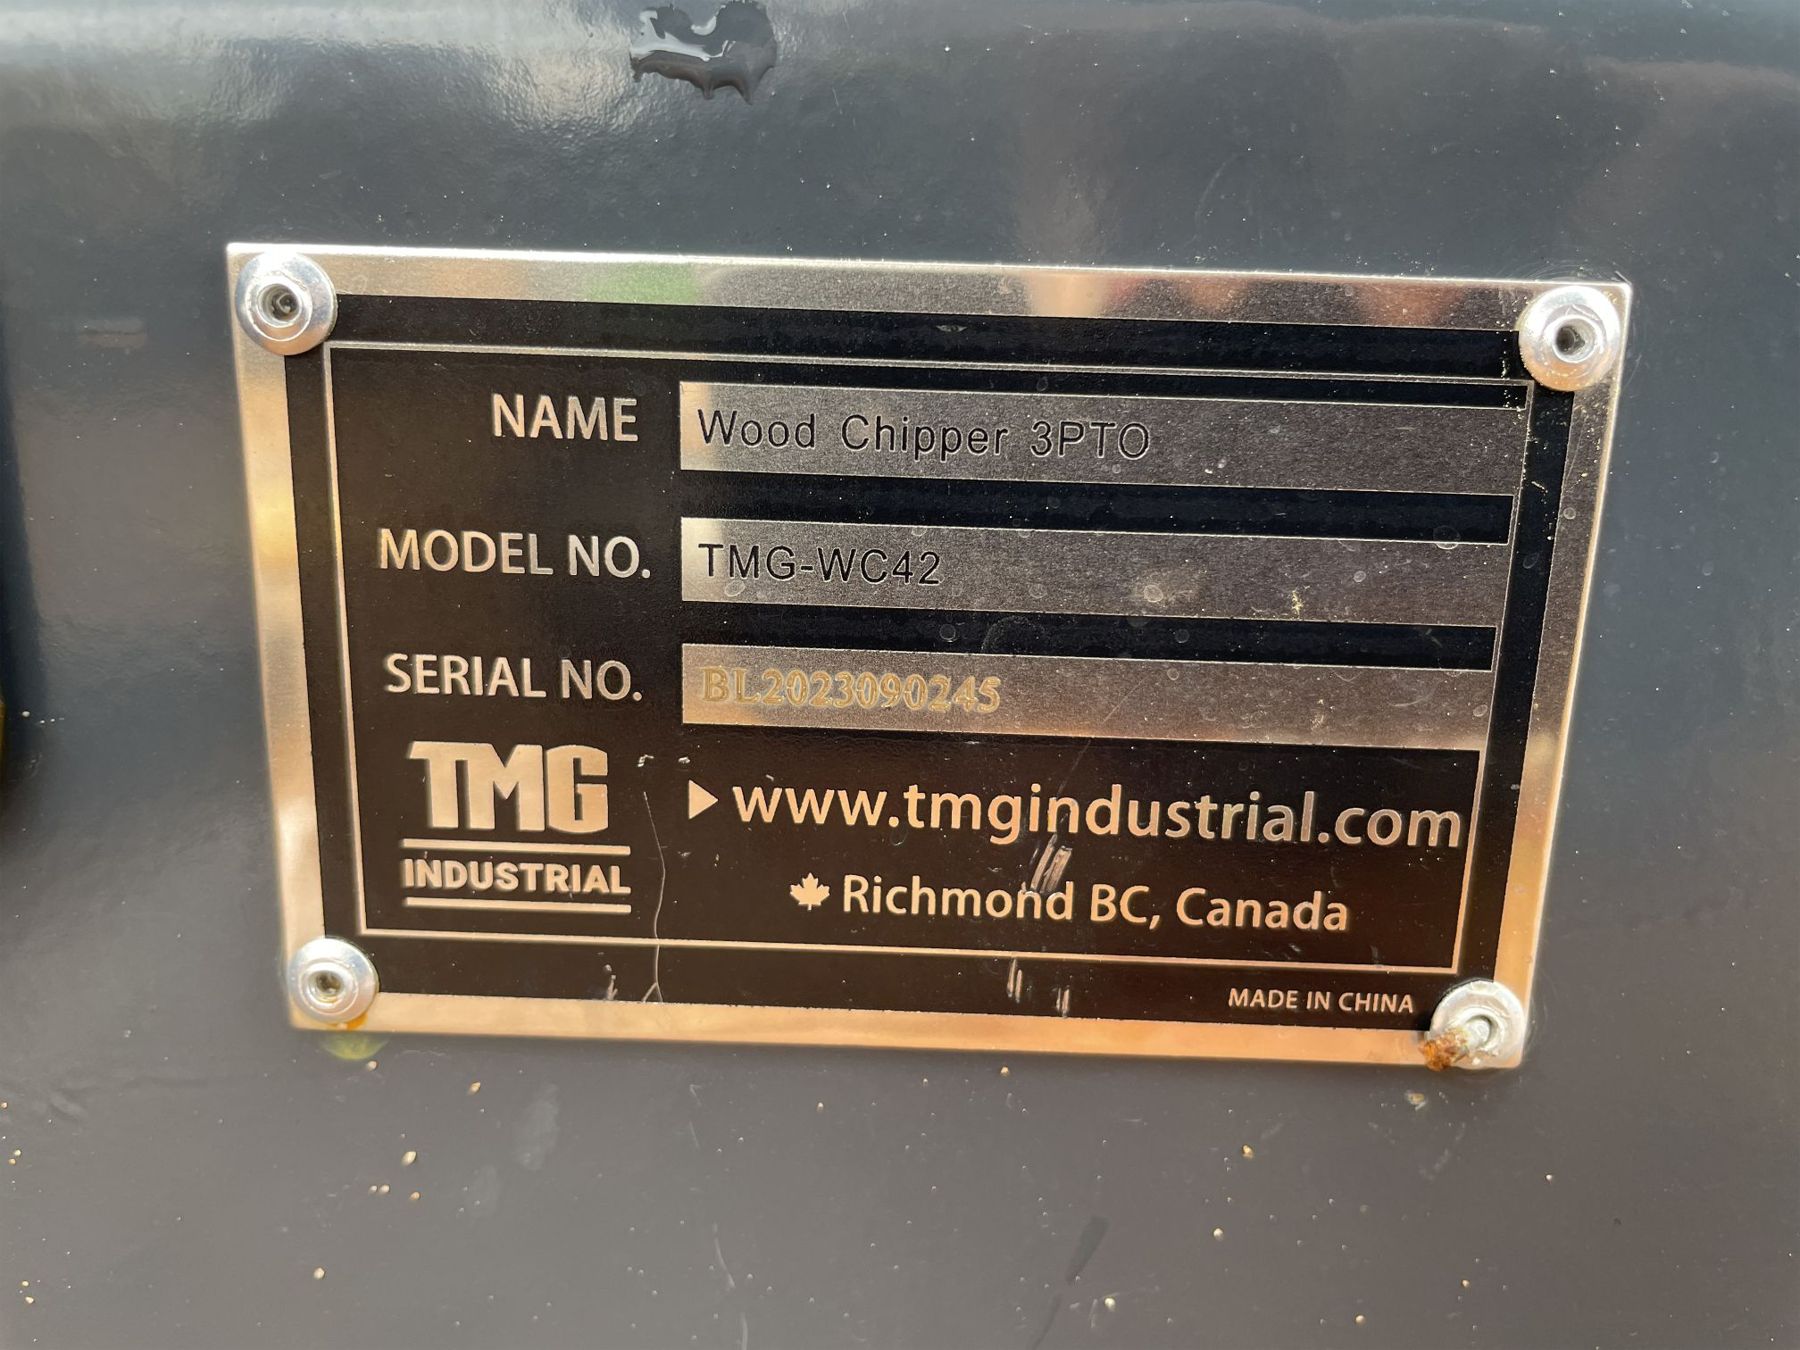 NAME Wood Chipper 3PTO
MODEL NO. TMG-WC42
SERIAL NO. BL2023090245
TMG
INDUSTRIAL
www.tmgindustrial.com
Richmond BC, Canada
MADE IN CHINA